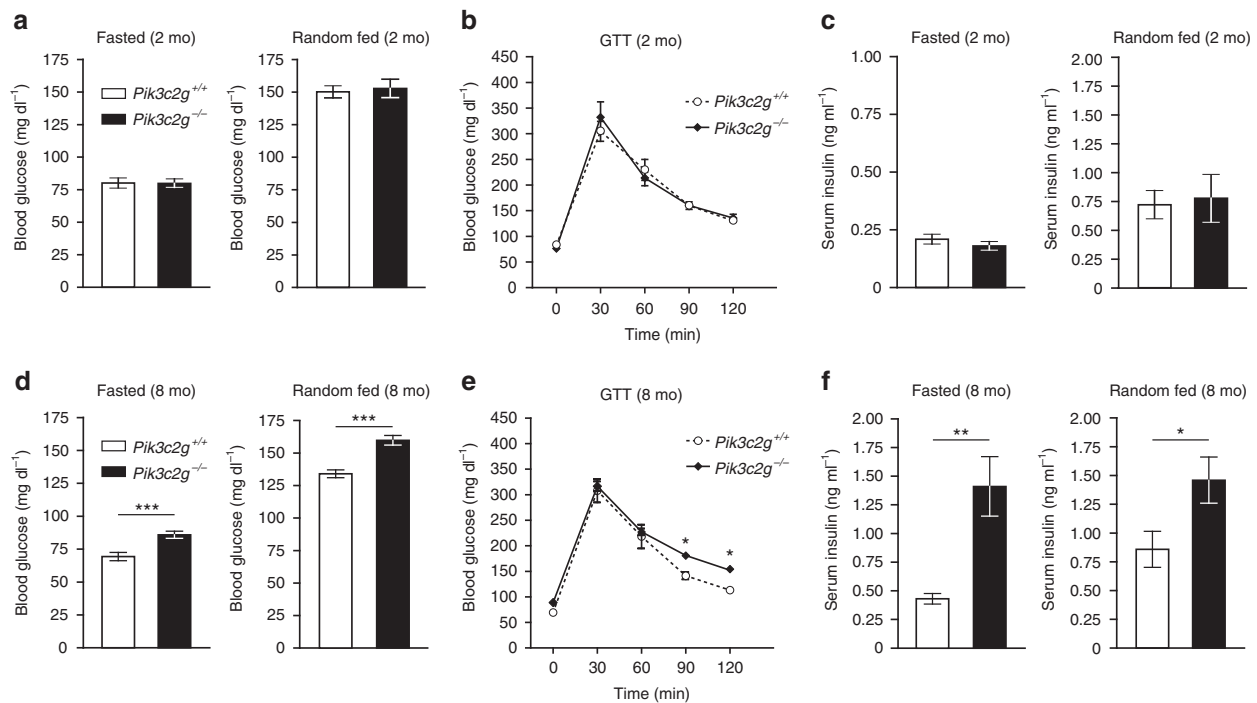 a
Fasted (2 mo)
Blood glucose (mg dl⁻¹)
175
150
125
100
75
50
25
0
Pik3c2g⁺/⁺
Pik3c2g⁻/⁻
Random fed (2 mo)
Blood glucose (mg dl⁻¹)
175
150
125
100
75
50
25
0
b
GTT (2 mo)
Blood glucose (mg dl⁻¹)
450
400
350
300
250
200
150
100
50
0
Pik3c2g⁺/⁺
Pik3c2g⁻/⁻
0 30 60 90 120
Time (min)
c
Fasted (2 mo)
Serum insulin (ng ml⁻¹)
1.00
0.75
0.50
0.25
0
Random fed (2 mo)
Serum insulin (ng ml⁻¹)
2.00
1.75
1.50
1.25
1.00
0.75
0.50
0.25
0
d
Fasted (8 mo)
Blood glucose (mg dl⁻¹)
175
150
125
100
75
50
25
0
Pik3c2g⁺/⁺
Pik3c2g⁻/⁻
***
Random fed (8 mo)
Blood glucose (mg dl⁻¹)
175
150
125
100
75
50
25
0
***
e
GTT (8 mo)
Blood glucose (mg dl⁻¹)
450
400
350
300
250
200
150
100
50
0
Pik3c2g⁺/⁺
Pik3c2g⁻/⁻
* *
0 30 60 90 120
Time (min)
f
Fasted (8 mo)
Serum insulin (ng ml⁻¹)
2.00
1.75
1.50
1.25
1.00
0.75
0.50
0.25
0
**
Random fed (8 mo)
Serum insulin (ng ml⁻¹)
2.00
1.75
1.50
1.25
1.00
0.75
0.50
0.25
0
*